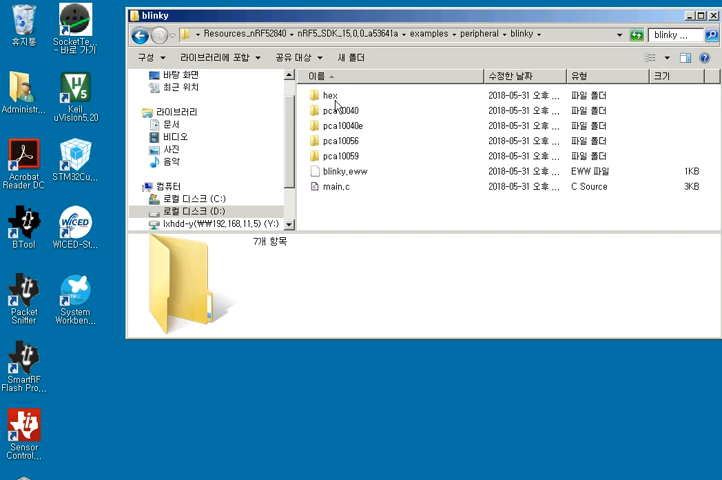 휴지통
SocketTe...
- 바로 가기
Administr...
Keil
uVision5,20
Acrobat
Reader DC
STM32Cu...
BTool
WICED
WICED-St...
Packet
Sniffer
System
Workben...
SmartRF
Flash Pro...
Sensor
Control...
blinky
Resources_nRF52840 ▸ nRF5_SDK_15,0,0_a53641a ▸ examples ▸ peripheral ▸ blinky ▸
blinky ...
구성 라이브러리에 포함 공유 대상 새 폴더
바탕 화면
최근 위치
라이브러리
문서
비디오
사진
음악
컴퓨터
로컬 디스크 (C:)
로컬 디스크 (D:)
lxhdd-y(₩₩192,168,11,5) (Y:)
이름 수정한 날짜 유형 크기
hex 2018-05-31 오후 ... 파일 폴더
pca10040 2018-05-31 오후 ... 파일 폴더
pca10040e 2018-05-31 오후 ... 파일 폴더
pca10056 2018-05-31 오후 ... 파일 폴더
pca10059 2018-05-31 오후 ... 파일 폴더
blinky,eww 2018-05-31 오후 ... EWW 파일 1KB
main,c 2018-05-31 오후 ... C Source 3KB
7개 항목